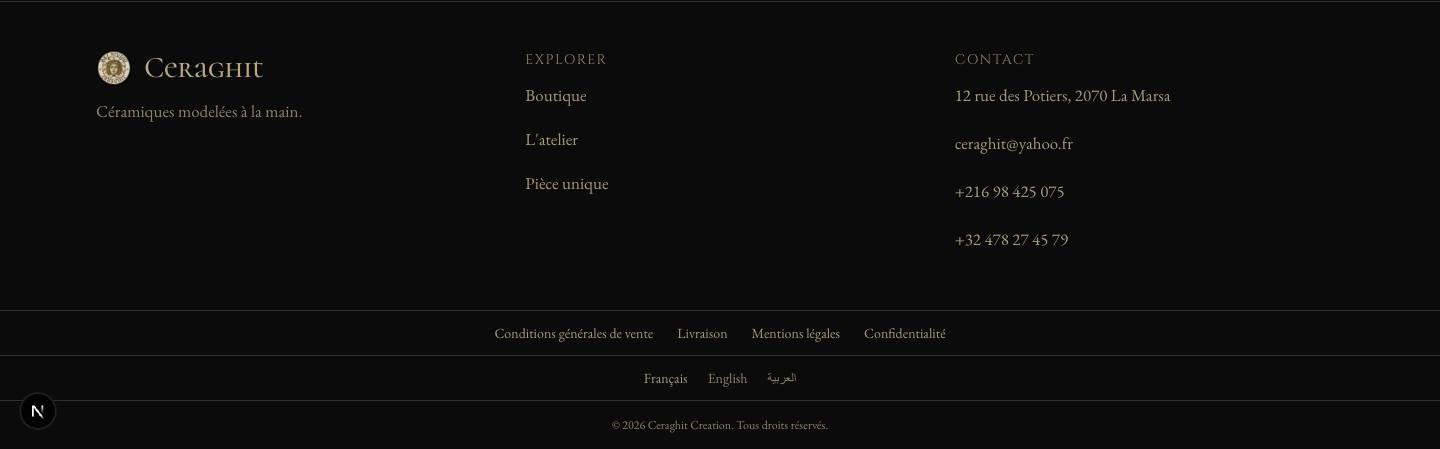 Ceraghit
Céramiques modelées à la main.
EXPLORER
Boutique
L'atelier
Pièce unique
CONTACT
12 rue des Potiers, 2070 La Marsa
ceraghit@yahoo.fr
+216 98 425 075
+32 478 27 45 79
Conditions générales de vente Livraison Mentions légales Confidentialité
Français English العربية
N
© 2026 Ceraghit Creation. Tous droits réservés.